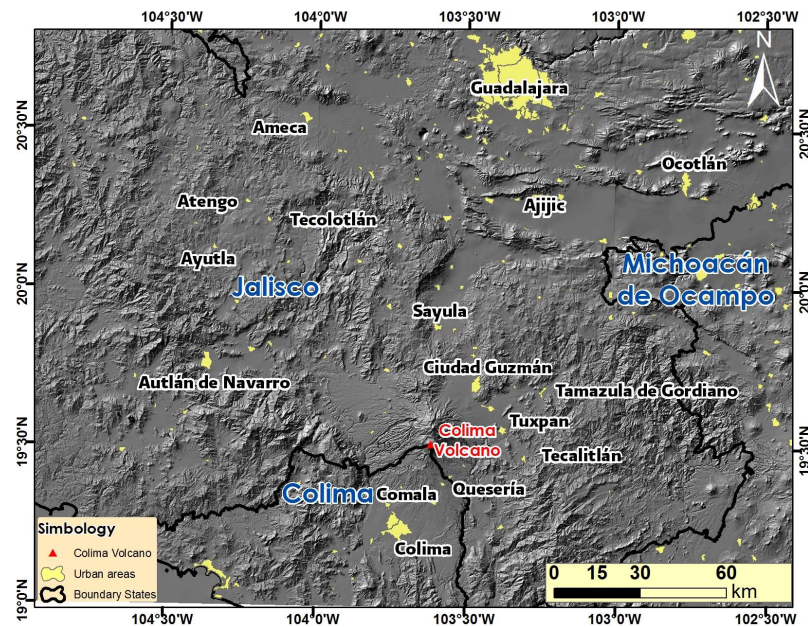 104°30'W 104°0'W 103°30'W 103°0'W 102°30'W
N
Guadalajara
20°30'N
20°30'N
Ameca
Ocotlán
Atengo
Ajijic
Tecolotlán
Ayutla
Michoacán
de Ocampo
20°0'N
20°0'N
Jalisco
Sayula
Ciudad Guzmán
Autlán de Navarro
Tamazula de Gordiano
Tuxpan
Colima
Volcano
19°30'N
19°30'N
Tecalitlán
Colima
Comala
Quesería
Colima
Simbology
Colima Volcano
Urban areas
Boundary States
0 15 30 60
km
19°0'N
19°0'N
104°30'W 104°0'W 103°30'W 103°0'W 102°30'W